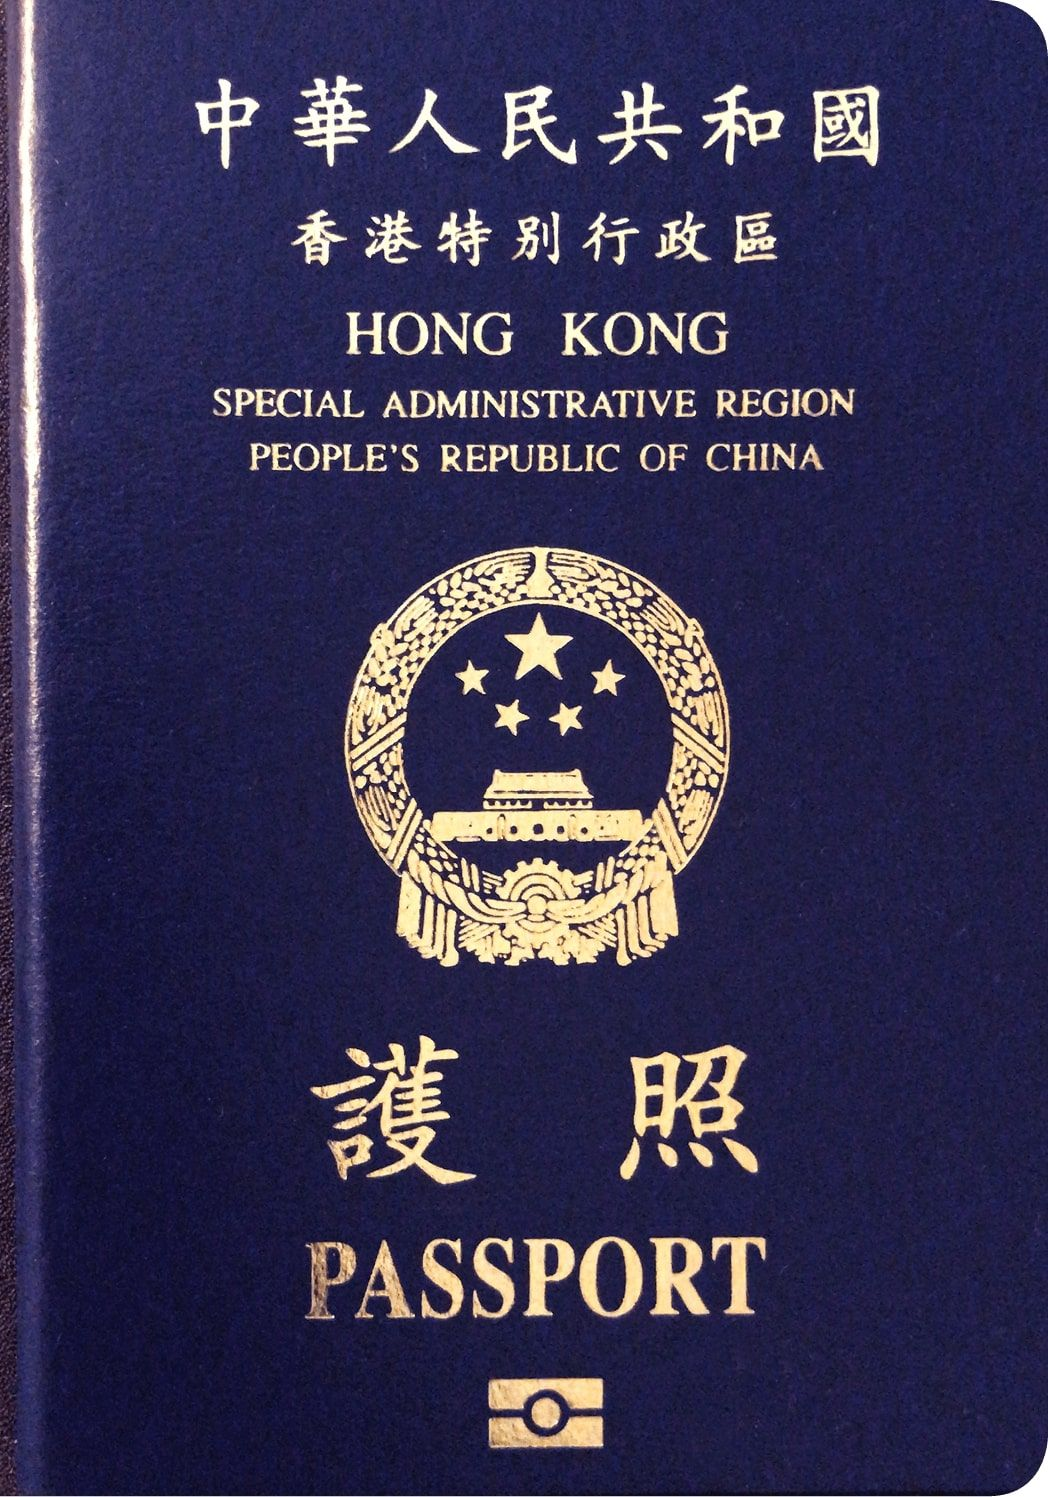 中華人民共和國
香港特別行政區
HONG KONG
SPECIAL ADMINISTRATIVE REGION
PEOPLE'S REPUBLIC OF CHINA
護照
PASSPORT